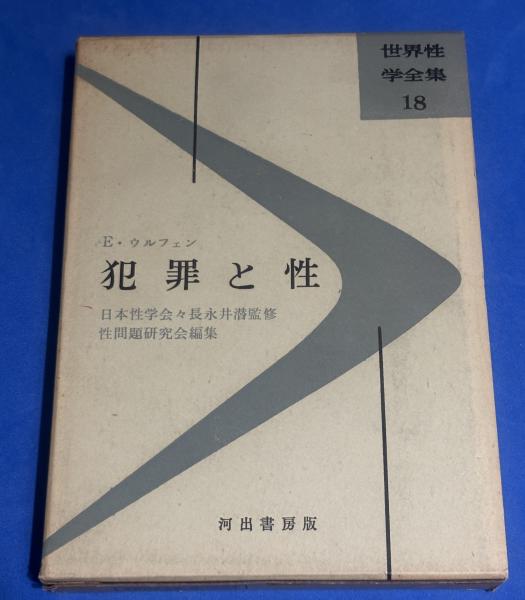 世界性
学全集
18
E・ウルフェン
犯罪と性
日本性学会々長永井潜監修
性問題研究会編集
河出書房版